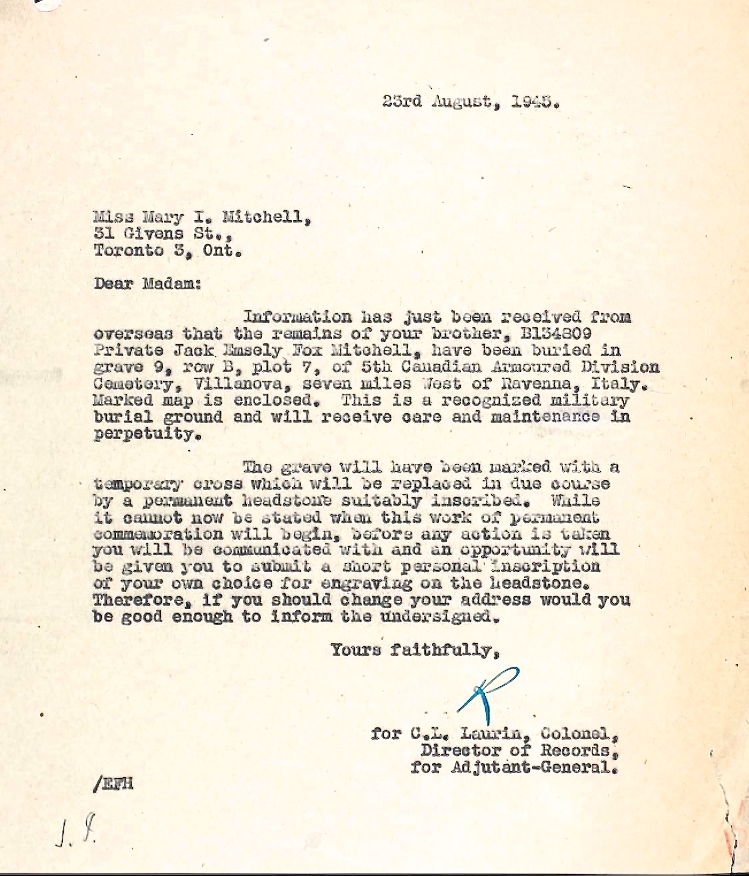 23rd August, 1945.
Miss Mary I. Mitchell,
31 Givens St.,
Toronto 3, Ont.
Dear Madam:
Information has just been received from
overseas that the remains of your brother, B134809
Private Jack Emsely Fox Mitchell, have been buried in
grave 9, row B, plot 7, of 5th Canadian Armoured Division
Cemetery, Villanova, seven miles West of Ravenna, Italy.
Marked map is enclosed. This is a recognized military
burial ground and will receive care and maintenance in
perpetuity.
The grave will have been marked with a
temporary cross which will be replaced in due course
by a permanent headstone suitably inscribed. While
it cannot now be stated when this work of permanent
commemoration will begin, before any action is taken
you will be communicated with and an opportunity will
be given you to submit a short personal inscription
of your own choice for engraving on the headstone.
Therefore, if you should change your address would you
be good enough to inform the undersigned.
Yours faithfully,
R
for C.L. Laurin, Colonel,
Director of Records,
for Adjutant-General.
/EFH